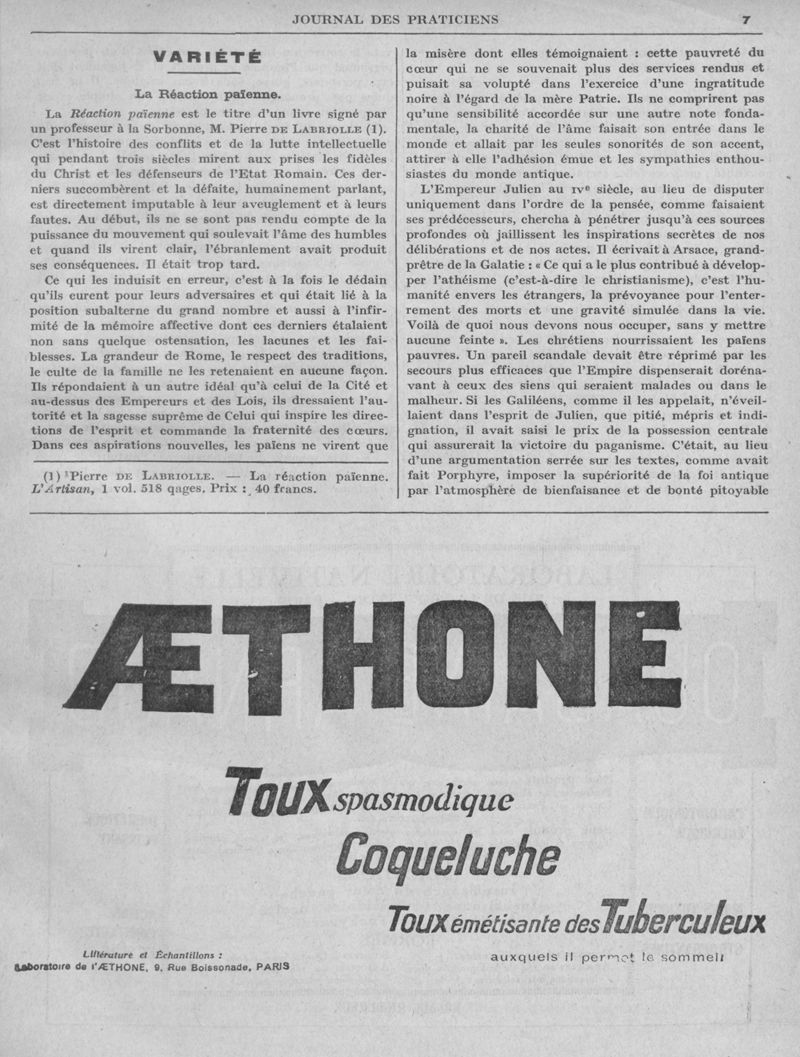 JOURNAL DES PRATICIENS
7
VARIÉTÉ
La Réaction païenne.
La Réaction païenne est le titre d'un livre signé par
un professeur à la Sorbonne, M. Pierre DE LABRIOLLE (1).
C'est l'histoire des conflits et de la lutte intellectuelle
qui pendant trois siècles mirent aux prises les fidèles
du Christ et les défenseurs de l'Etat Romain. Ces der-
niers succombèrent et la défaite, humainement parlant,
est directement imputable à leur aveuglement et à leurs
fautes. Au début, ils ne se sont pas rendu compte de la
puissance du mouvement qui soulevait l'âme des humbles
et quand ils virent clair, l'ébranlement avait produit
ses conséquences. Il était trop tard.
Ce qui les induisit en erreur, c'est à la fois le dédain
qu'ils eurent pour leurs adversaires et qui était lié à la
position subalterne du grand nombre et aussi à l'infir-
mité de la mémoire affective dont ces derniers étalaient
non sans quelque ostensation, les lacunes et les fai-
blesses. La grandeur de Rome, le respect des traditions,
le culte de la famille ne les retenaient en aucune façon.
Ils répondaient à un autre idéal qu'à celui de la Cité et
au-dessus des Empereurs et des Lois, ils dressaient l'au-
torité et la sagesse suprême de Celui qui inspire les direc-
tions de l'esprit et commande la fraternité des cœurs.
Dans ces aspirations nouvelles, les païens ne virent que
(1) Pierre DE LABRIOLLE. — La réaction païenne.
L'Artisan, 1 vol. 518 qages. Prix : 40 francs.
la misère dont elles témoignaient : cette pauvreté du
cœur qui ne se souvenait plus des services rendus et
puisait sa volupté dans l'exercice d'une ingratitude
noire à l'égard de la mère Patrie. Ils ne comprirent pas
qu'une sensibilité accordée sur une autre note fonda-
mentale, la charité de l'âme faisait son entrée dans le
monde et allait par les seules sonorités de son accent,
attirer à elle l'adhésion émue et les sympathies enthou-
siastes du monde antique.
L'Empereur Julien au IVe siècle, au lieu de disputer
uniquement dans l'ordre de la pensée, comme faisaient
ses prédécesseurs, chercha à pénétrer jusqu'à ces sources
profondes où jaillissent les inspirations secrètes de nos
délibérations et de nos actes. Il écrivait à Arsace, grand-
prêtre de la Galatie : « Ce qui a le plus contribué à dévelop-
per l'athéisme (c'est-à-dire le christianisme), c'est l'hu-
manité envers les étrangers, la prévoyance pour l'enter-
rement des morts et une gravité simulée dans la vie.
Voilà de quoi nous devons nous occuper, sans y mettre
aucune feinte ». Les chrétiens nourrissaient les païens
pauvres. Un pareil scandale devait être réprimé par les
secours plus efficaces que l'Empire dispenserait doréna-
vant à ceux des siens qui seraient malades ou dans le
malheur. Si les Galiléens, comme il les appelait, n'éveil-
laient dans l'esprit de Julien, que pitié, mépris et indi-
gnation, il avait saisi le prix de la possession centrale
qui assurerait la victoire du paganisme. C'était, au lieu
d'une argumentation serrée sur les textes, comme avait
fait Porphyre, imposer la supériorité de la foi antique
par l'atmosphère de bienfaisance et de bonté pitoyable
ÆTHONE
Toux spasmodique
Coqueluche
Toux émétisante des Tuberculeux
auxquels il permet le sommeil
Littérature et Échantillons :
Laboratoire de l'ÆTHONE, 9, Rue Boissonade, PARIS